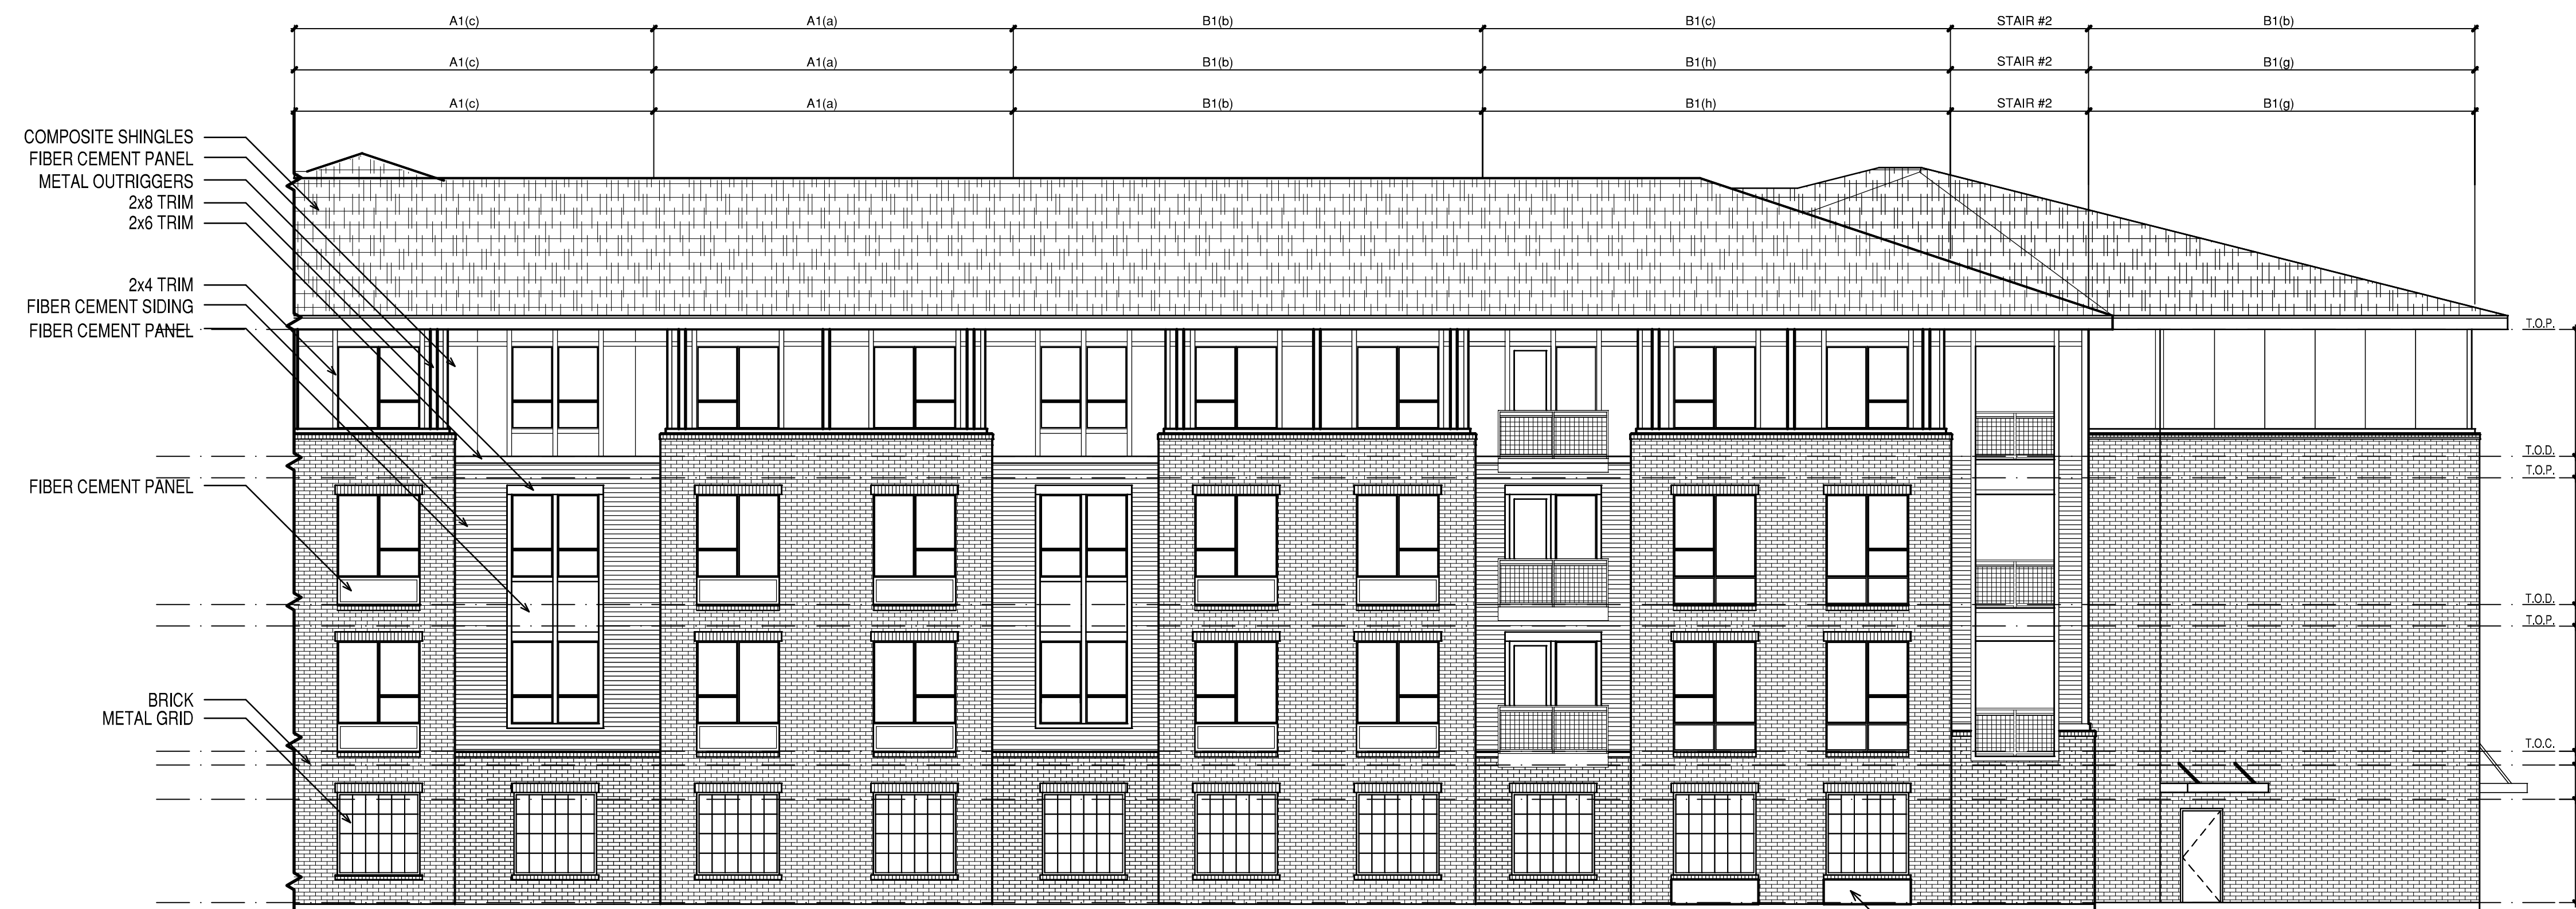 A1(c) A1(a) B1(b) B1(c) STAIR #2 B1(b)
A1(c) A1(a) B1(b) B1(h) STAIR #2 B1(g)
A1(c) A1(a) B1(b) B1(h) STAIR #2 B1(g)
COMPOSITE SHINGLES
FIBER CEMENT PANEL
METAL OUTRIGGERS
2x8 TRIM
2x6 TRIM
2x4 TRIM
FIBER CEMENT SIDING
FIBER CEMENT PANEL
T.O.P.
T.O.D.
T.O.P.
FIBER CEMENT PANEL
T.O.D.
T.O.P.
BRICK
METAL GRID
T.O.C.